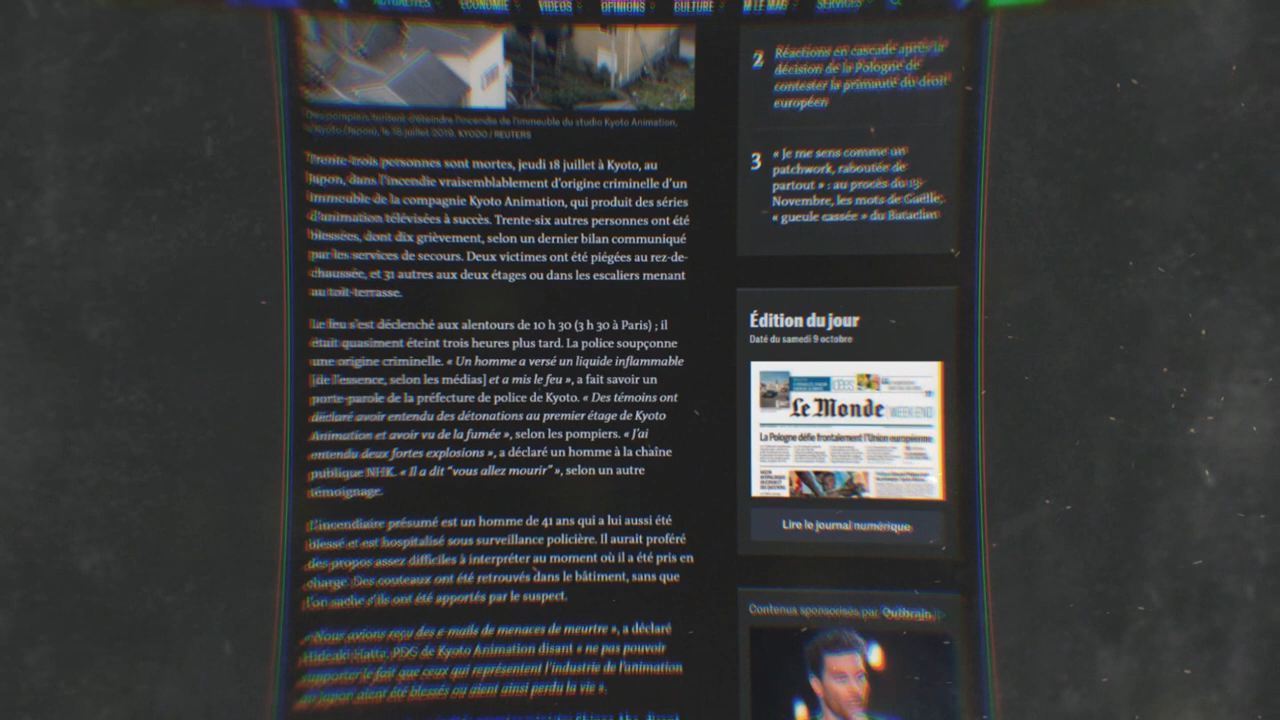 ACTUALITÉS
ÉCONOMIE
VIDÉOS
OPINIONS
CULTURE
M LE MAG
SERVICES
Des pompiers tentent d'éteindre l'incendie de l'immeuble du studio Kyoto Animation,
à Kyoto (Japon), le 18 juillet 2019. KYODO / REUTERS
Trente-trois personnes sont mortes, jeudi 18 juillet à Kyoto, au
Japon, dans l'incendie vraisemblablement d'origine criminelle d'un
immeuble de la compagnie Kyoto Animation, qui produit des séries
d'animation télévisées à succès. Trente-six autres personnes ont été
blessées, dont dix grièvement, selon un dernier bilan communiqué
par les services de secours. Deux victimes ont été piégées au rez-de-
chaussée, et 31 autres aux deux étages ou dans les escaliers menant
au toit-terrasse.
Le feu s'est déclenché aux alentours de 10 h 30 (3 h 30 à Paris) ; il
était quasiment éteint trois heures plus tard. La police soupçonne
une origine criminelle. « Un homme a versé un liquide inflammable
[de l'essence, selon les médias] et a mis le feu », a fait savoir un
porte-parole de la préfecture de police de Kyoto. « Des témoins ont
déclaré avoir entendu des détonations au premier étage de Kyoto
Animation et avoir vu de la fumée », selon les pompiers. « J'ai
entendu deux fortes explosions », a déclaré un homme à la chaîne
publique NHK. « Il a dit "vous allez mourir" », selon un autre
témoignage.
L'incendiaire présumé est un homme de 41 ans qui a lui aussi été
blessé et est hospitalisé sous surveillance policière. Il aurait proféré
des propos assez difficiles à interpréter au moment où il a été pris en
charge. Des couteaux ont été retrouvés dans le bâtiment, sans que
l'on sache s'ils ont été apportés par le suspect.
« Nous avions reçu des e-mails de menaces de meurtre », a déclaré
Hideaki Hatta, PDG de Kyoto Animation disant « ne pas pouvoir
supporter le fait que ceux qui représentent l'industrie de l'animation
au Japon aient été blessés ou aient ainsi perdu la vie ».
2 Réactions en cascade après la
décision de la Pologne de
contester la primauté du droit
européen
3 « Je me sens comme un
patchwork, raboutée de
partout » : au procès du 13-
Novembre, les mots de Gaëlle,
« gueule cassée » du Bataclan
Édition du jour
Daté du samedi 9 octobre
IDÉES
Le Monde WEEK-END
La Pologne défie frontalement l'Union européenne
Lire le journal numérique
Contenus sponsorisés par Outbrain